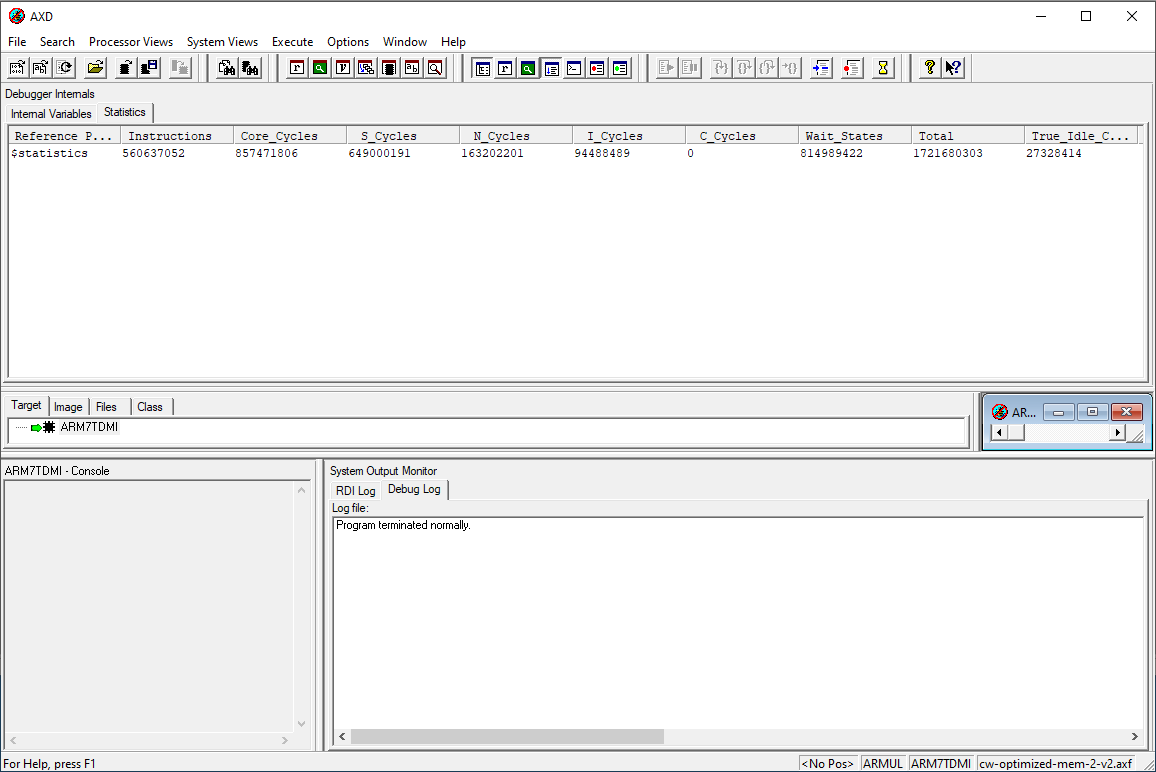 AXD
File Search Processor Views System Views Execute Options Window Help
Debugger Internals
Internal Variables Statistics
Reference P... Instructions Core_Cycles S_Cycles N_Cycles I_Cycles C_Cycles Wait_States Total True_Idle_C...
$statistics 560637052 857471806 649000191 163202201 94488489 0 814989422 1721680303 27328414
Target Image Files Class
ARM7TDMI
AR...
ARM7TDMI - Console
System Output Monitor
RDI Log Debug Log
Log file:
Program terminated normally.
For Help, press F1
<No Pos> ARMUL ARM7TDMI cw-optimized-mem-2-v2.axf